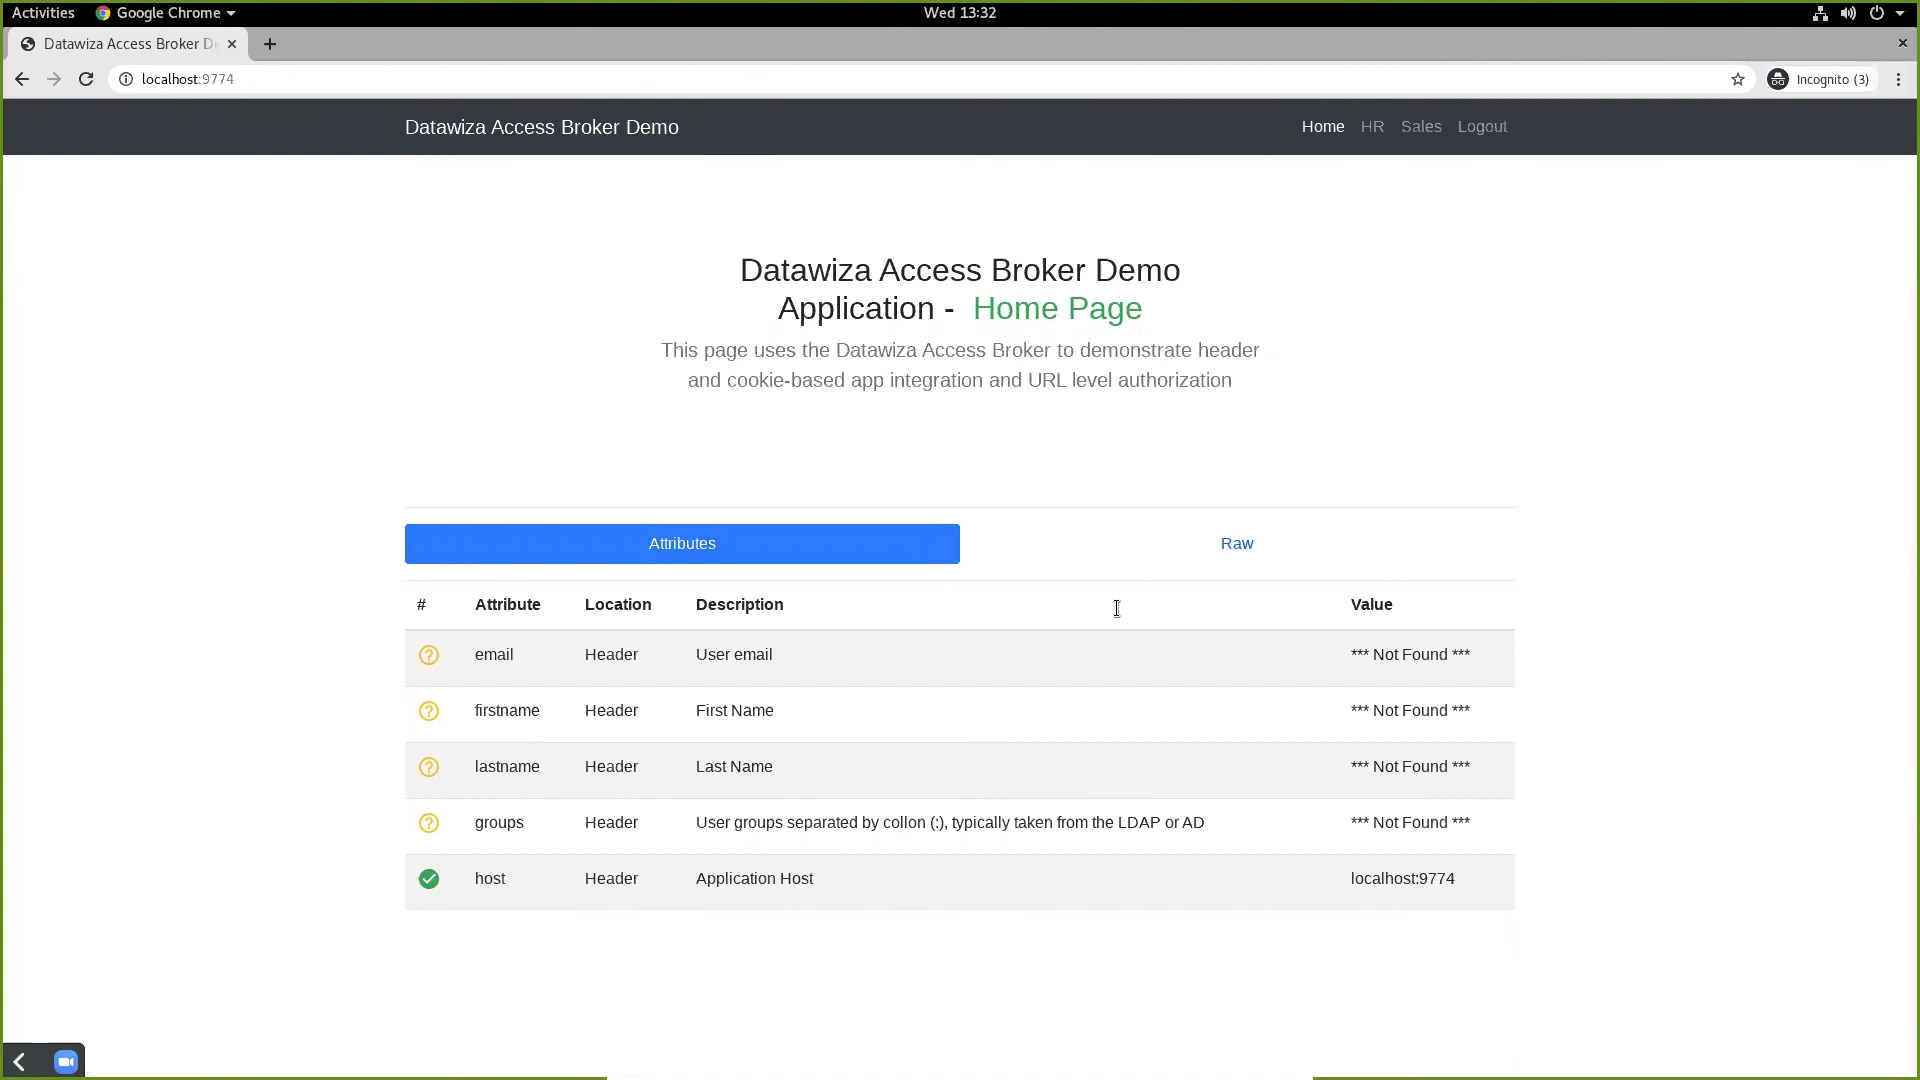 Activities Google Chrome Wed 13:32
Datawiza Access Broker D
localhost:9774 Incognito (3)
Datawiza Access Broker Demo Home HR Sales Logout
Datawiza Access Broker Demo
Application - Home Page
This page uses the Datawiza Access Broker to demonstrate header
and cookie-based app integration and URL level authorization
Attributes Raw
# Attribute Location Description Value
email Header User email *** Not Found ***
firstname Header First Name *** Not Found ***
lastname Header Last Name *** Not Found ***
groups Header User groups separated by collon (:), typically taken from the LDAP or AD *** Not Found ***
host Header Application Host localhost:9774